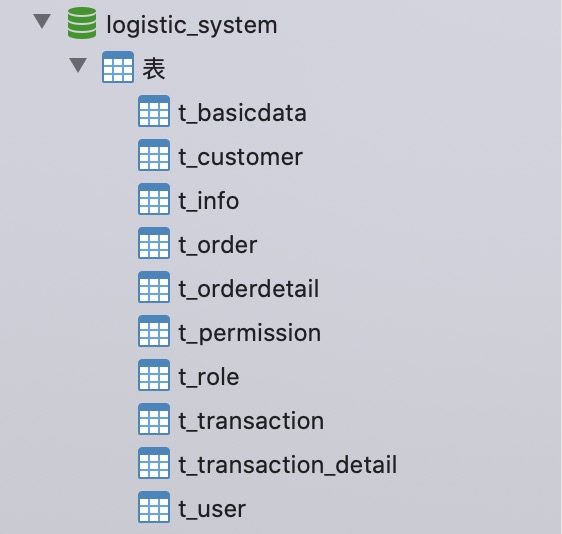 logistic_system
表
t_basicdata
t_customer
t_info
t_order
t_orderdetail
t_permission
t_role
t_transaction
t_transaction_detail
t_user